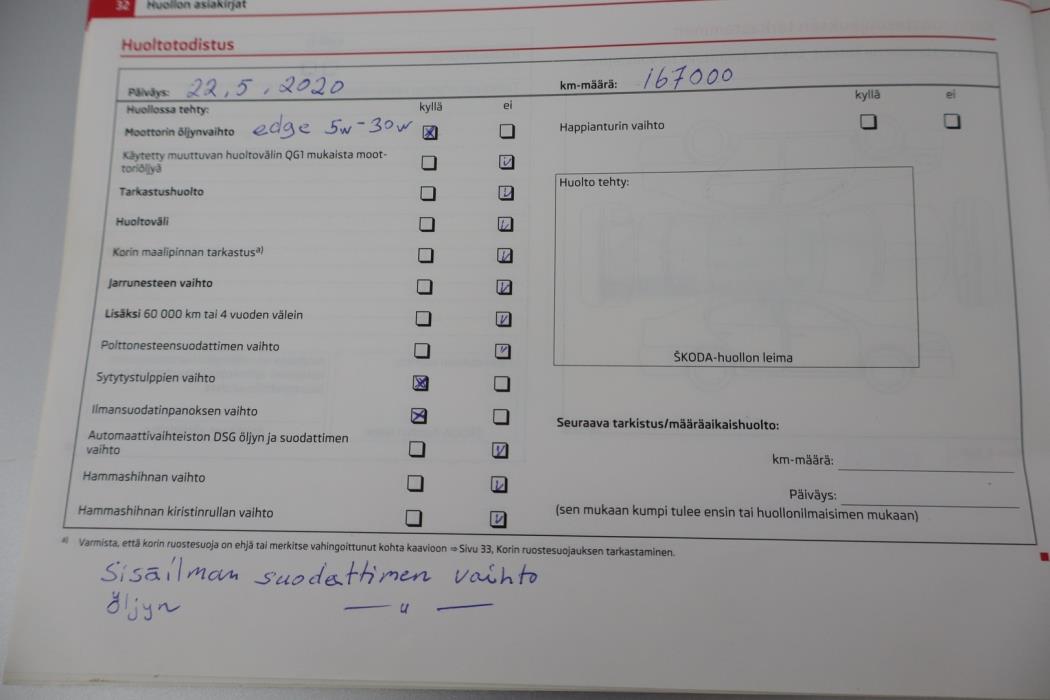 32 Huollon asiakirjat
Huoltotodistus
Päiväys: 22.5.2020
km-määrä: 167000
Huollossa tehty:
kyllä ei
Moottorin öljynvaihto edge 5w-30w
Käytetty muuttuvan huoltovälin QG1 mukaista moot-
toriöljyä
Tarkastushuolto
Huoltoväli
Korin maalipinnan tarkastusa)
Jarrunesteen vaihto
Lisäksi 60 000 km tai 4 vuoden välein
Polttonesteensuodattimen vaihto
Sytytystulppien vaihto
Ilmansuodatinpanoksen vaihto
Automaattivaihteiston DSG öljyn ja suodattimen
vaihto
Hammashihnan vaihto
Hammashihnan kiristinrullan vaihto
kyllä ei
Happianturin vaihto
Huolto tehty:
ŠKODA-huollon leima
Seuraava tarkistus/määräaikaishuolto:
km-määrä:
Päiväys:
(sen mukaan kumpi tulee ensin tai huollonilmaisimen mukaan)
a) Varmista, että korin ruostesuoja on ehjä tai merkitse vahingoittunut kohta kaavioon ⇒ Sivu 33, Korin ruostesuojauksen tarkastaminen.
Sisäilman suodattimen vaihto
öljyn — " —